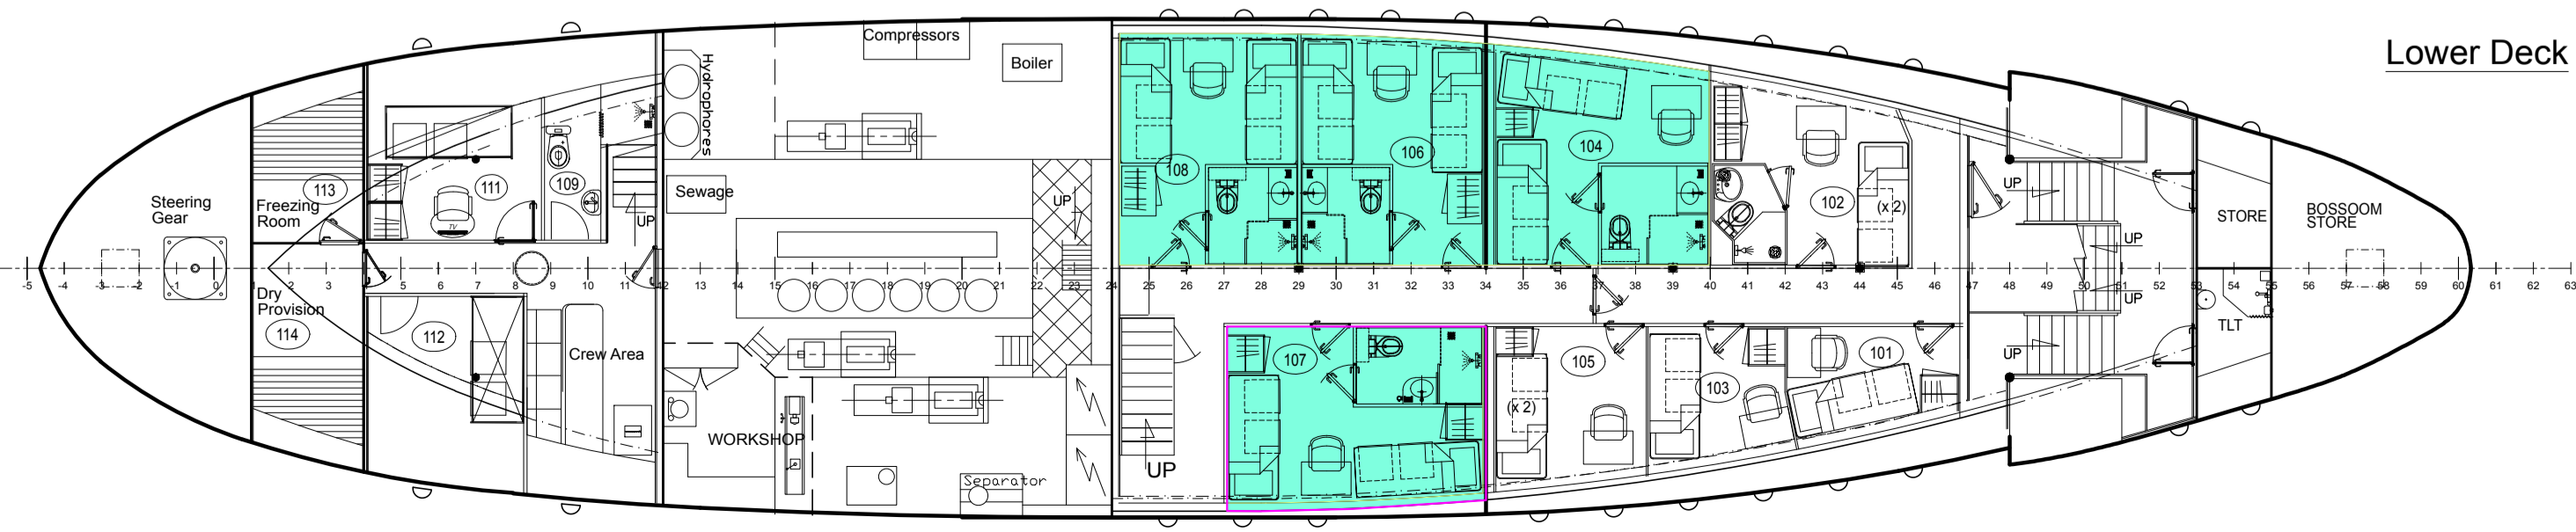 Lower Deck
Compressors
Boiler
Hydrophores
Sewage
Steering
Gear
113
Freezing
Room
111
TV
109
UP
UP
108
106
104
102
(x 2)
UP
UP
UP
UP
STORE
BOSSOOM
STORE
TLT
-5 -4 -3 -2 -1 0 1 2 3 5 6 7 8 9 10 11 12 13 14 15 16 17 18 19 20 21 22 23 24 25 26 27 28 29 30 31 32 33 34 35 36 37 38 39 40 41 42 43 44 45 46 47 48 49 50 51 52 53 54 55 56 57 58 59 60 61 62 63
Dry
Provision
114
112
Crew Area
WORKSHOP
Separator
UP
107
(x 2)
105
103
101